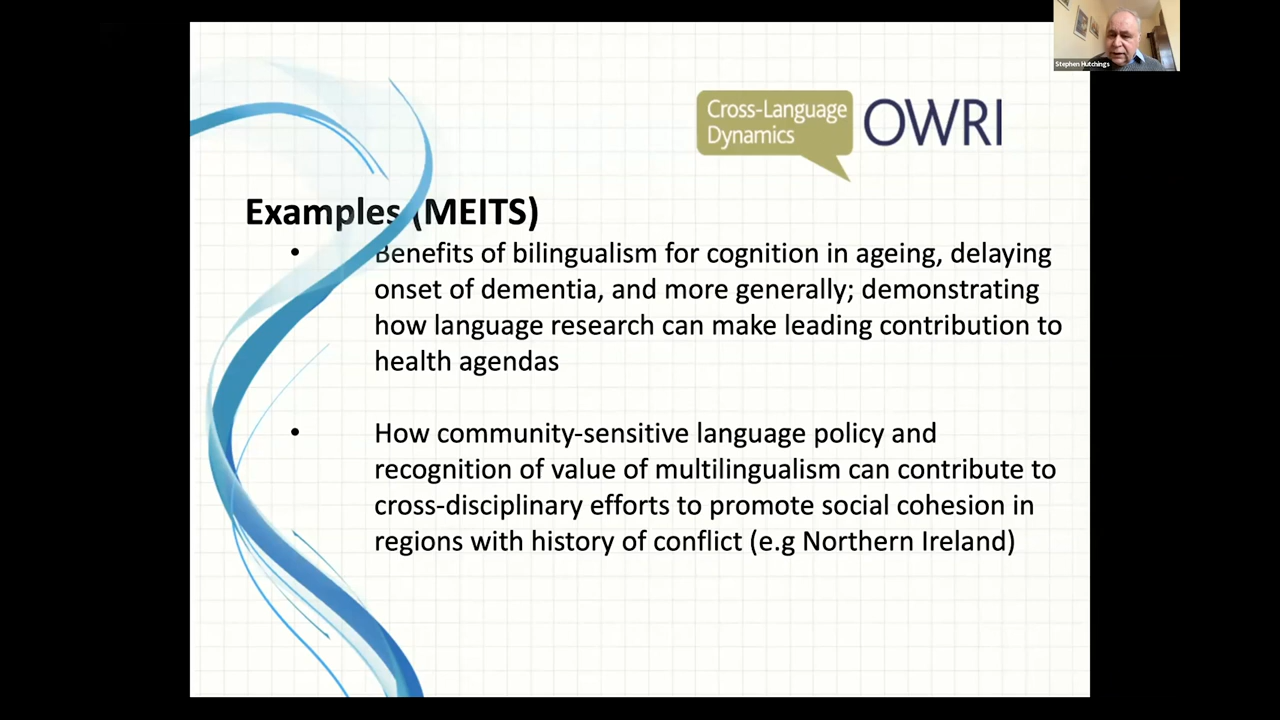 Stephen Hutchings
Cross-Language
Dynamics
OWRI
Examples (MEITS)
• Benefits of bilingualism for cognition in ageing, delaying
onset of dementia, and more generally; demonstrating
how language research can make leading contribution to
health agendas
• How community-sensitive language policy and
recognition of value of multilingualism can contribute to
cross-disciplinary efforts to promote social cohesion in
regions with history of conflict (e.g Northern Ireland)